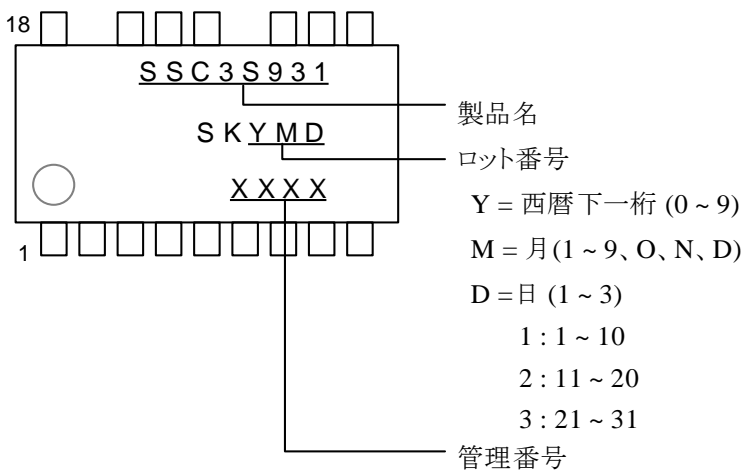 18
SSC3S931
製品名
SKYMD
ロット番号
XXXX
Y = 西暦下一桁 (0 ~ 9)
1
M = 月(1 ~ 9、O、N、D)
D =日 (1 ~ 3)
1 : 1 ~ 10
2 : 11 ~ 20
3 : 21 ~ 31
管理番号